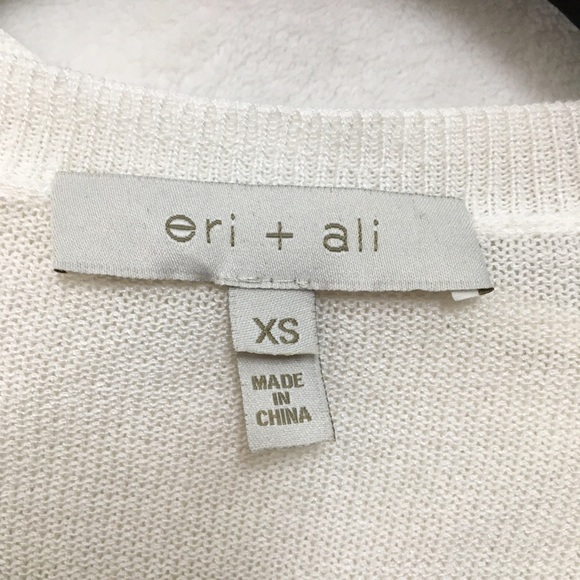 eri + ali
XS
MADE
IN
CHINA